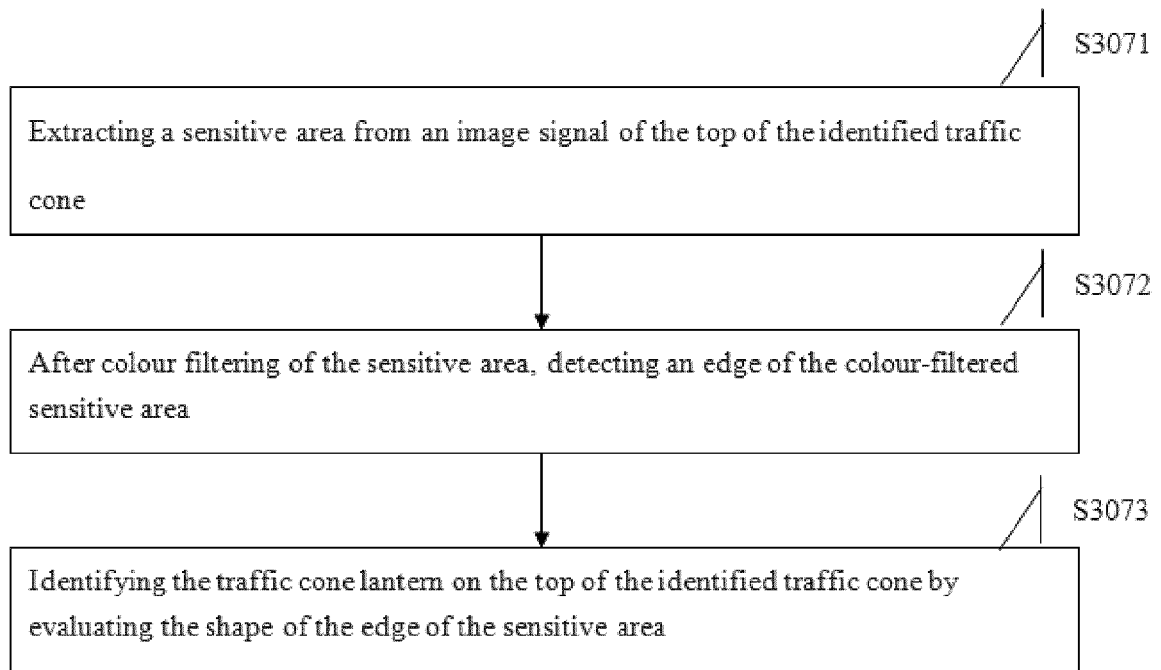 S3071
Extracting a sensitive area from an image signal of the top of the identified traffic
cone
S3072
After colour filtering of the sensitive area, detecting an edge of the colour-filtered
sensitive area
S3073
Identifying the traffic cone lantern on the top of the identified traffic cone by
evaluating the shape of the edge of the sensitive area